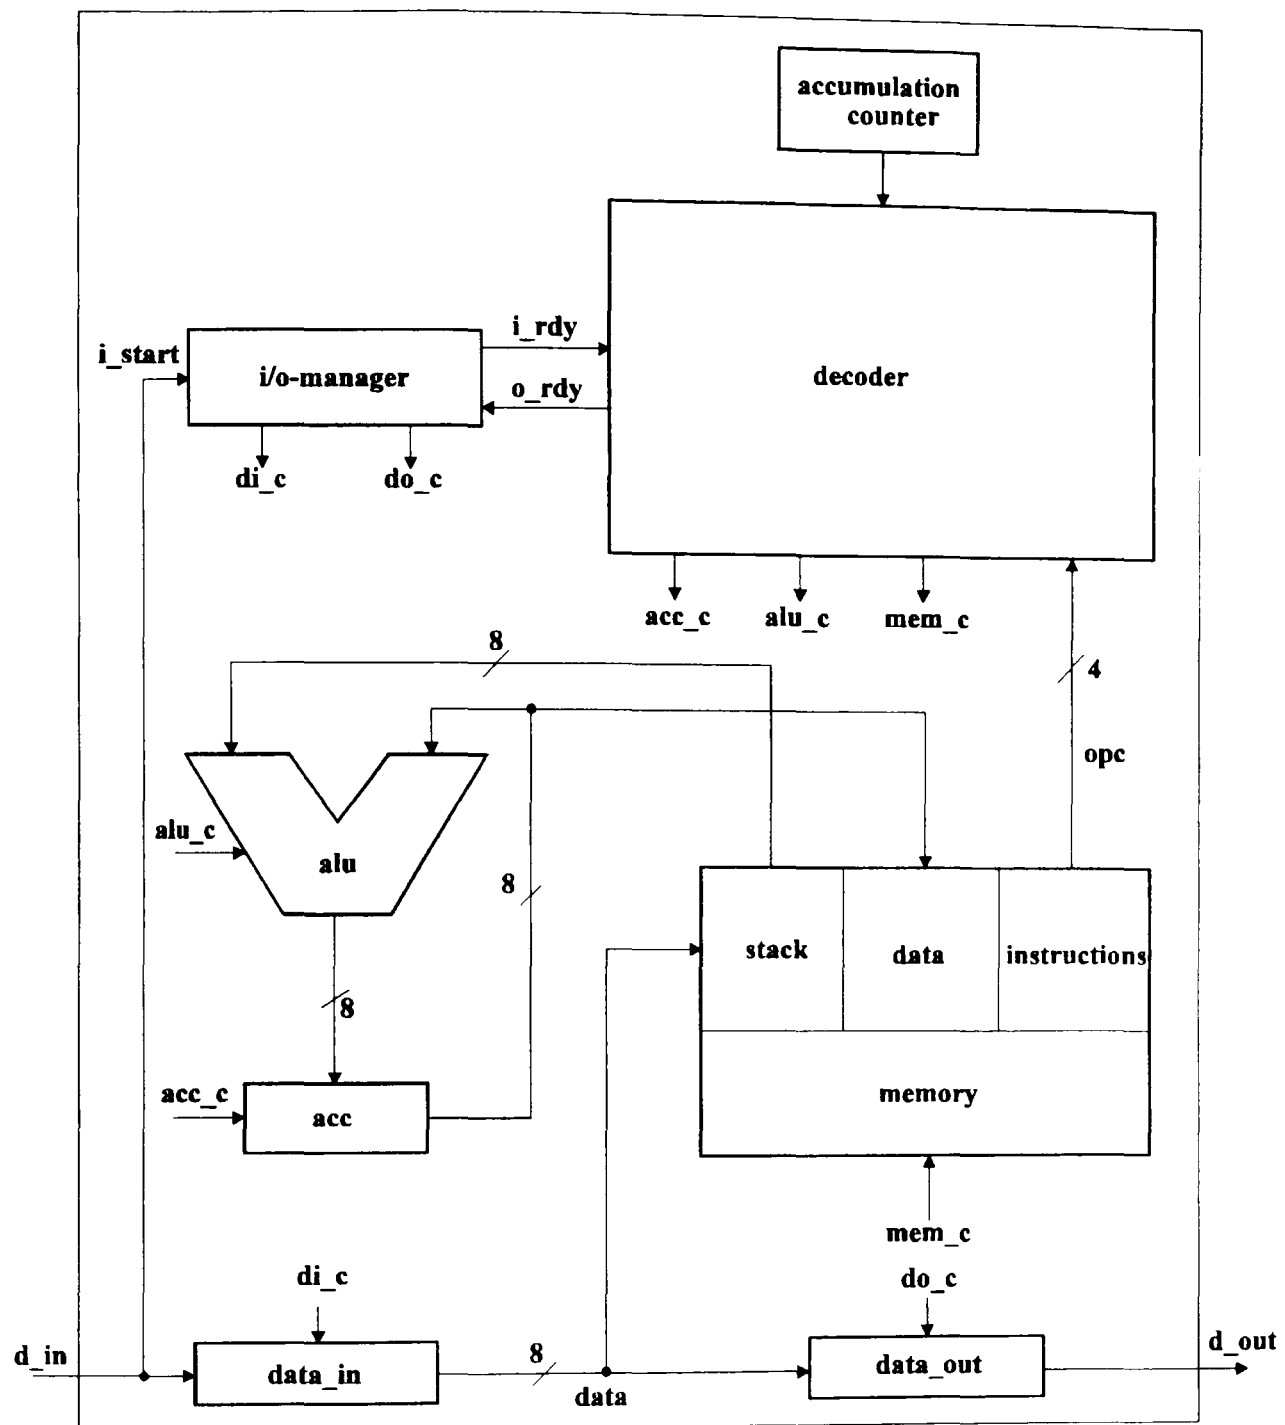 accumulation
counter
i_rdy
i_start
i/o-manager
decoder
o_rdy
di_c
do_c
acc_c
alu_c
mem_c
8
4
opc
alu_c
alu
8
stack
data
instructions
8
acc_c
acc
memory
mem_c
di_c
do_c
d_in
data_in
8
data
data_out
d_out